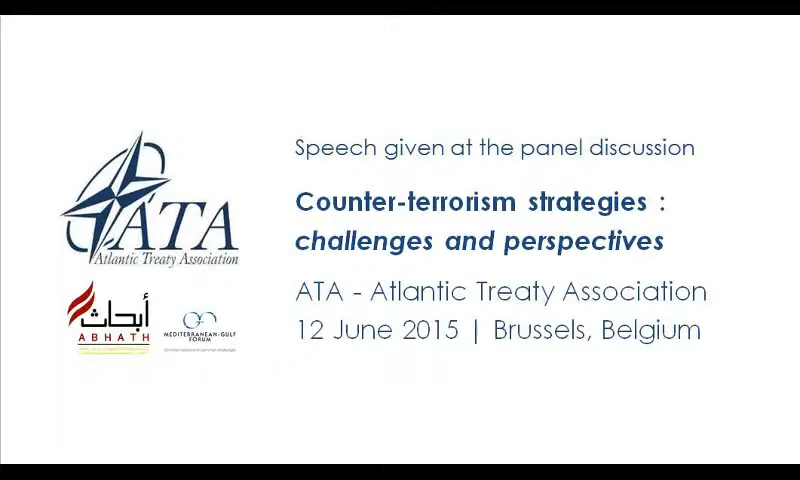 Speech given at the panel discussion
Counter-terrorism strategies :
challenges and perspectives
ATA - Atlantic Treaty Association
12 June 2015 | Brussels, Belgium
ATA
Atlantic Treaty Association
أبحاث
ABHATH
MEDITERRANEAN-GULF
FORUM